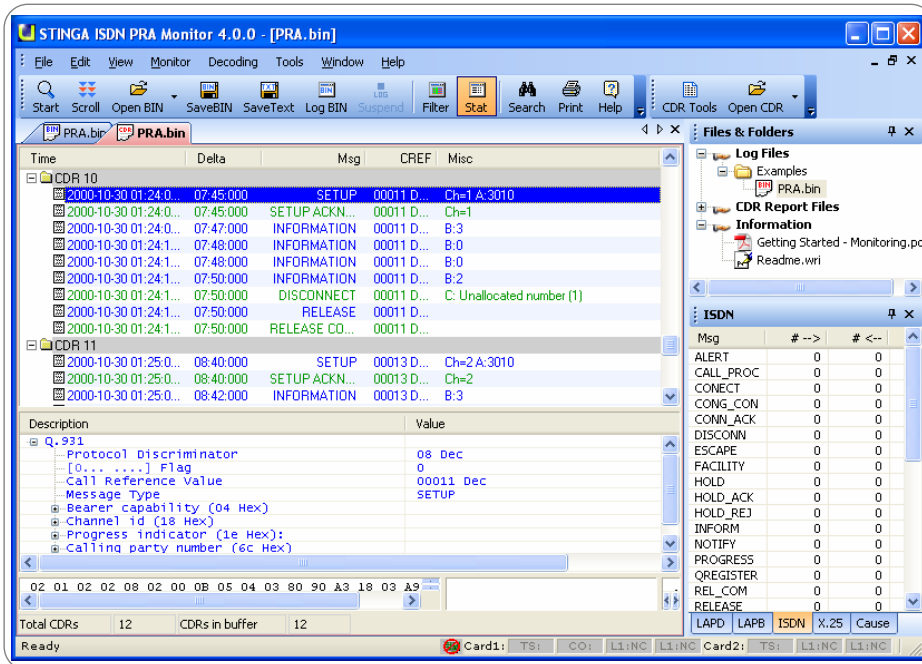 STINGA ISDN PRA Monitor 4.0.0 - [PRA.bin]
File Edit View Monitor Decoding Tools Window Help
Start Scroll Open BIN SaveBIN SaveText Log BIN Suspend Filter Stat Search Print Help CDR Tools Open CDR
PRA.bin PRA.bin
Time Delta Msg CREF Misc
CDR 10
2000-10-30 01:24:0... 07:45:000 SETUP 00011 D... Ch=1 A:3010
2000-10-30 01:24:0... 07:45:000 SETUP ACKN... 00011 D... Ch=1
2000-10-30 01:24:0... 07:47:000 INFORMATION 00011 D... B:3
2000-10-30 01:24:1... 07:48:000 INFORMATION 00011 D... B:0
2000-10-30 01:24:1... 07:48:000 INFORMATION 00011 D... B:0
2000-10-30 01:24:1... 07:50:000 INFORMATION 00011 D... B:2
2000-10-30 01:24:1... 07:50:000 DISCONNECT 00011 D... C: Unallocated number (1)
2000-10-30 01:24:1... 07:50:000 RELEASE 00011 D...
2000-10-30 01:24:1... 07:50:000 RELEASE CO... 00011 D...
CDR 11
2000-10-30 01:25:0... 08:40:000 SETUP 00013 D... Ch=2 A:3010
2000-10-30 01:25:0... 08:40:000 SETUP ACKN... 00013 D... Ch=2
2000-10-30 01:25:0... 08:42:000 INFORMATION 00013 D... B:3
Description Value
Q.931
Protocol Discriminator 08 Dec
[0... ....] Flag 0
Call Reference Value 00011 Dec
Message Type SETUP
Bearer capability (04 Hex)
Channel id (18 Hex)
Progress indicator (1e Hex):
Calling party number (6c Hex)
02 01 02 02 08 02 00 0B 05 04 03 80 90 A3 18 03 A9
Total CDRs 12 CDRs in buffer 12
Files & Folders
Log Files
Examples
PRA.bin
CDR Report Files
Information
Getting Started - Monitoring.pd
Readme.wri
ISDN
Msg # --> # <--
ALERT 0 0
CALL_PROC 0 0
CONECT 0 0
CONG_CON 0 0
CONN_ACK 0 0
DISCONN 0 0
ESCAPE 0 0
FACILITY 0 0
HOLD 0 0
HOLD_ACK 0 0
HOLD_REJ 0 0
INFORM 0 0
NOTIFY 0 0
PROGRESS 0 0
QREGISTER 0 0
REL_COM 0 0
RELEASE 0 0
LAPD LAPB ISDN X.25 Cause
Ready Card1: TS: CO: L1:NC L1:NC Card2: TS: L1:NC L1:NC